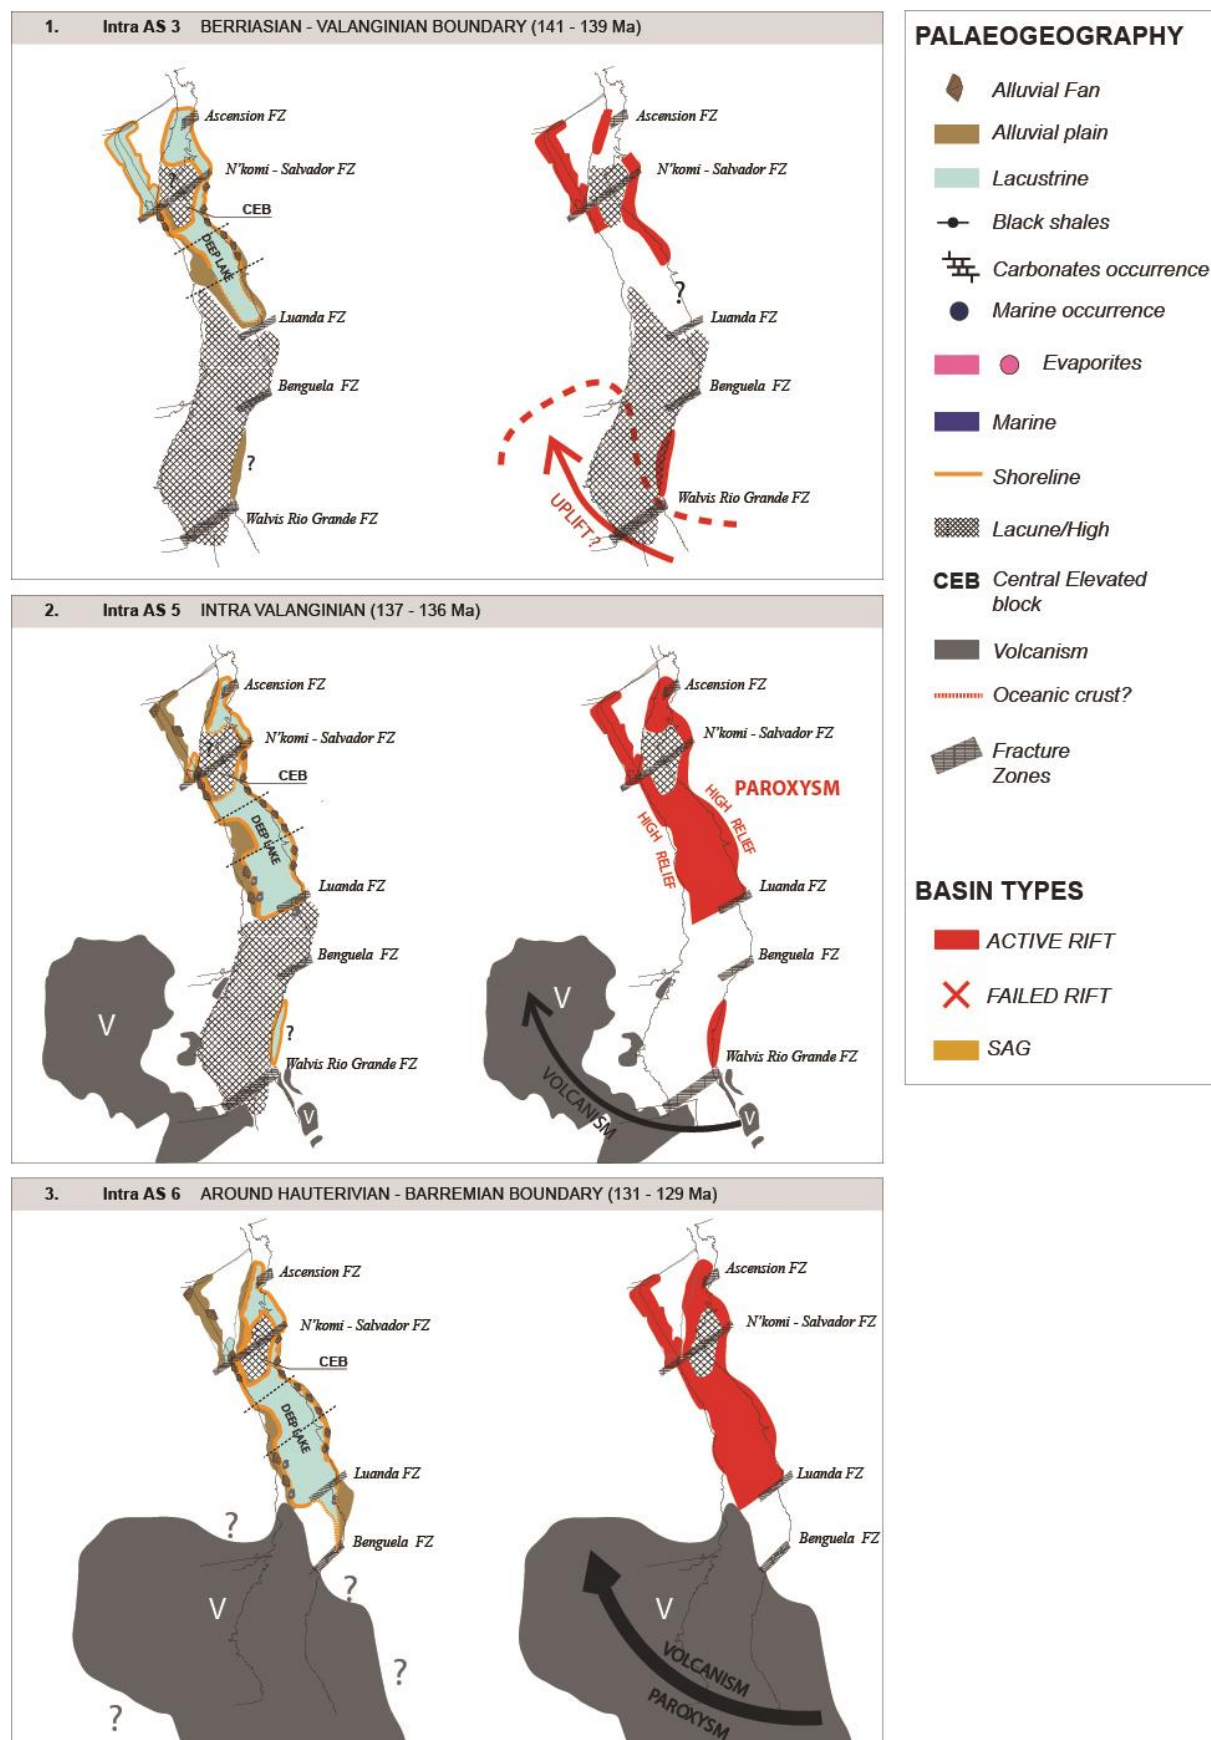 1. Intra AS 3 BERRIASIAN - VALANGINIAN BOUNDARY (141 - 139 Ma)
Ascension FZ
N'komi - Salvador FZ
?
CEB
DEEP LAKE
Luanda FZ
Benguela FZ
?
Walvis Rio Grande FZ
Ascension FZ
N'komi - Salvador FZ
?
Luanda FZ
Benguela FZ
Walvis Rio Grande FZ
UPLIFT?
2. Intra AS 5 INTRA VALANGINIAN (137 - 136 Ma)
Ascension FZ
N'komi - Salvador FZ
?
CEB
DEEP LAKE
Luanda FZ
Benguela FZ
V
?
Walvis Rio Grande FZ
V
Ascension FZ
N'komi - Salvador FZ
PAROXYSM
HIGH RELIEF
HIGH RELIEF
Luanda FZ
Benguela FZ
V
Walvis Rio Grande FZ
VOLCANISM
V
3. Intra AS 6 AROUND HAUTERIVIAN - BARREMIAN BOUNDARY (131 - 129 Ma)
Ascension FZ
N'komi - Salvador FZ
CEB
DEEP LAKE
Luanda FZ
?
Benguela FZ
?
V
?
?
Ascension FZ
N'komi - Salvador FZ
Luanda FZ
Benguela FZ
V
VOLCANISM
PAROXYSM
PALAEOGEOGRAPHY
Alluvial Fan
Alluvial plain
Lacustrine
Black shales
Carbonates occurrence
Marine occurrence
Evaporites
Marine
Shoreline
Lacune/High
CEB Central Elevated
block
Volcanism
Oceanic crust?
Fracture
Zones
BASIN TYPES
ACTIVE RIFT
FAILED RIFT
SAG